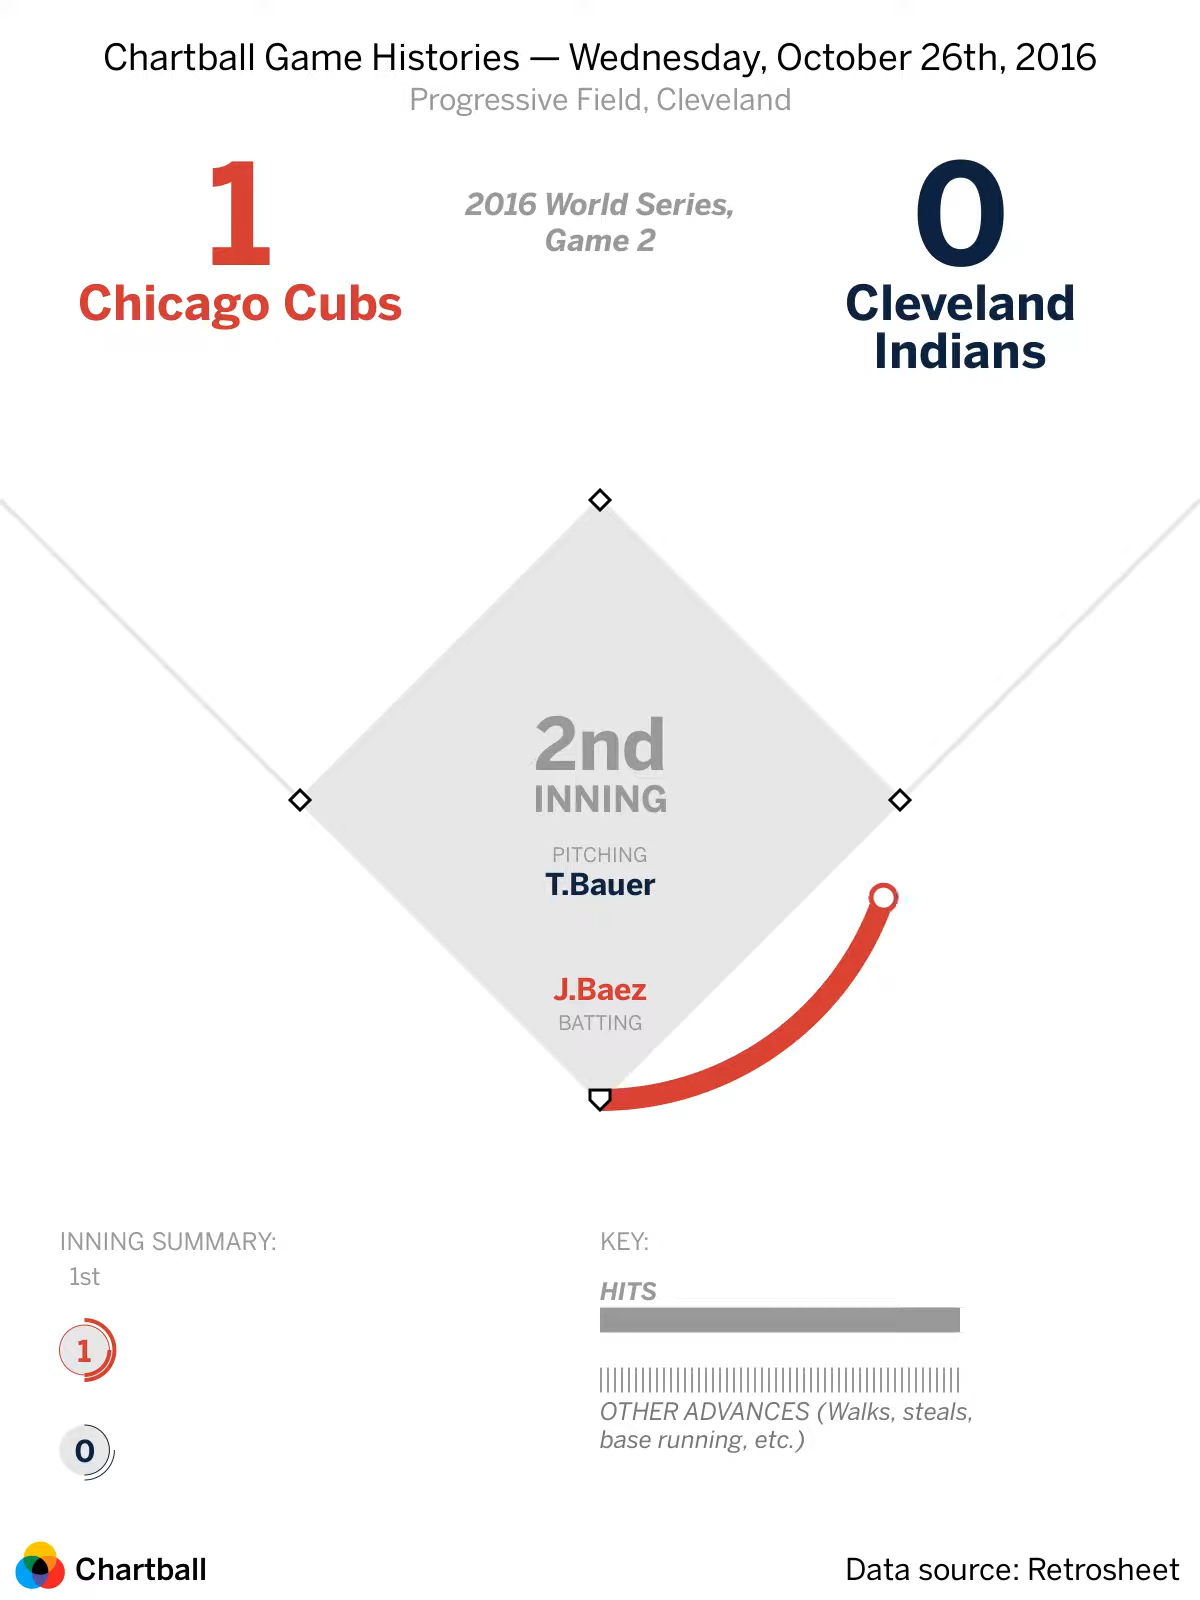 Chartball Game Histories — Wednesday, October 26th, 2016
Progressive Field, Cleveland
1
Chicago Cubs
2016 World Series,
Game 2
0
Cleveland
Indians
2nd
INNING
PITCHING
T.Bauer
J.Baez
BATTING
INNING SUMMARY:
1st
1
0
KEY:
HITS
OTHER ADVANCES (Walks, steals,
base running, etc.)
Chartball
Data source: Retrosheet